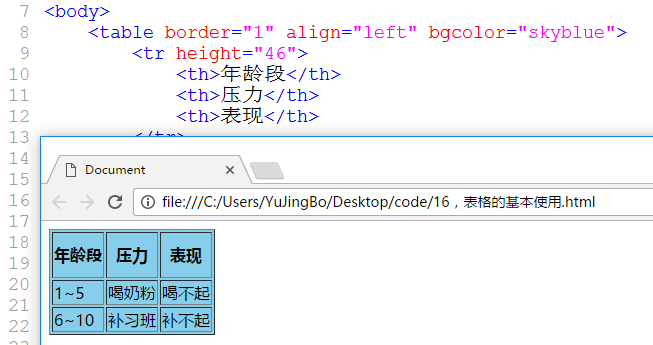 7 <body>
8 <table border="1" align="left" bgcolor="skyblue">
9 <tr height="46">
10 <th>年龄段</th>
11 <th>压力</th>
12 <th>表现</th>
13 </tr>
14
15
16
17
18
19
20
21
22
Document
file:///C:/Users/YuJingBo/Desktop/code/16，表格的基本使用.html
年龄段 压力 表现
1~5 喝奶粉 喝不起
6~10 补习班 补不起